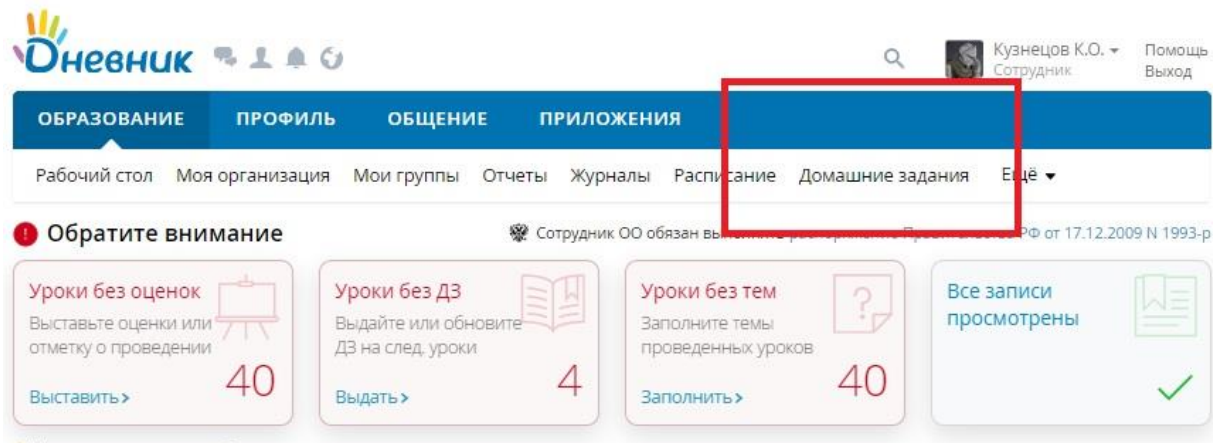 Дневник
Кузнецов К.О.
Сотрудник
Помощь
Выход
ОБРАЗОВАНИЕ ПРОФИЛЬ ОБЩЕНИЕ ПРИЛОЖЕНИЯ
Рабочий стол Моя организация Мои группы Отчеты Журналы Расписание Домашние задания Ещё
Обратите внимание
Сотрудник ОО обязан РФ от 17.12.2009 N 1993-р
Уроки без оценок
Выставьте оценки или
отметку о проведении
40
Выставить>
Уроки без ДЗ
Выдайте или обновите
ДЗ на след. уроки
4
Выдать>
Уроки без тем
Заполните темы
проведенных уроков
40
Заполнить>
Все записи
просмотрены